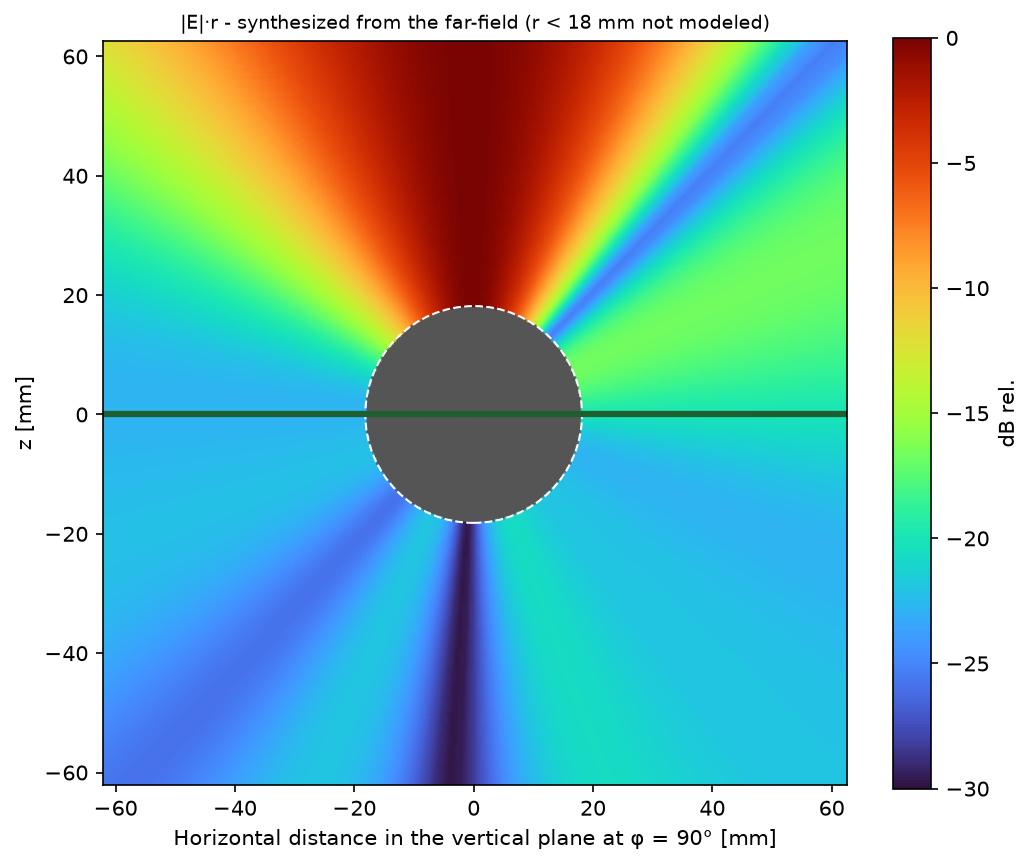 |E|·r - synthesized from the far-field (r < 18 mm not modeled)
60
40
20
0
−20
−40
−60
z [mm]
−60 −40 −20 0 20 40 60
Horizontal distance in the vertical plane at φ = 90° [mm]
0
−5
−10
−15
−20
−25
−30
dB rel.